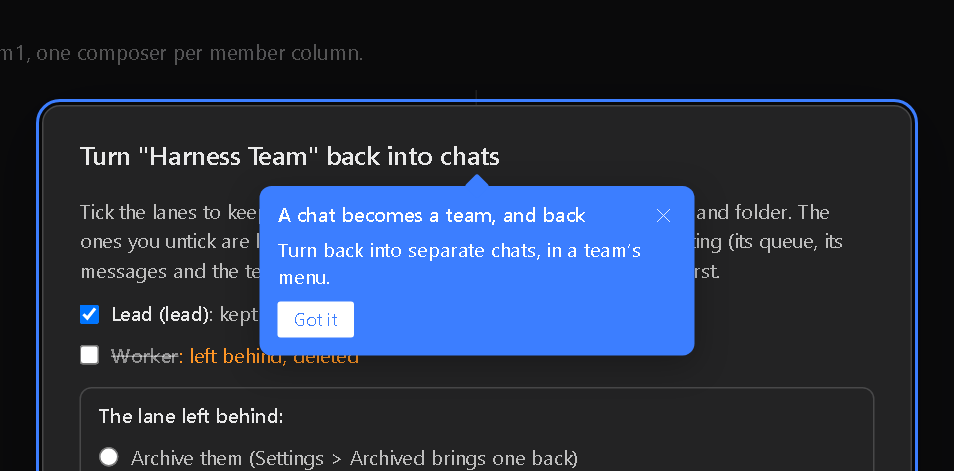 m1, one composer per member column.
Turn "Harness Team" back into chats
Tick the lanes to kee
and folder. The
ones you untick are l
ing (its queue, its
messages and the te
rst.
A chat becomes a team, and back
Turn back into separate chats, in a team's
menu.
Got it
Lead (lead): kept
Worker: left behind, deleted
The lane left behind:
Archive them (Settings > Archived brings one back)